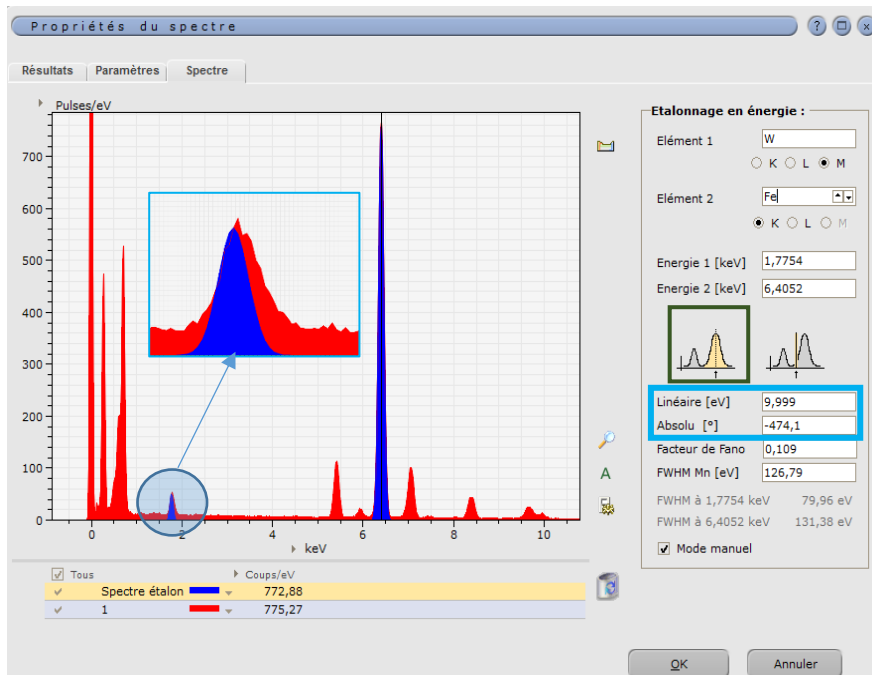 Propriétés du spectre
? x
Résultats Paramètres Spectre
Pulses/eV
700
600
500
400
300
200
100
0
0 2 4 6 8 10
keV
Tous Coups/eV
Spectre étalon 772,88
1 775,27
Etalonnage en énergie :
Elément 1 W
K L M
Elément 2 Fe
K L M
Energie 1 [keV] 1,7754
Energie 2 [keV] 6,4052
Linéaire [eV] 9,999
Absolu [°] -474,1
Facteur de Fano 0,109
FWHM Mn [eV] 126,79
FWHM à 1,7754 keV 79,96 eV
FWHM à 6,4052 keV 131,38 eV
Mode manuel
A
OK Annuler